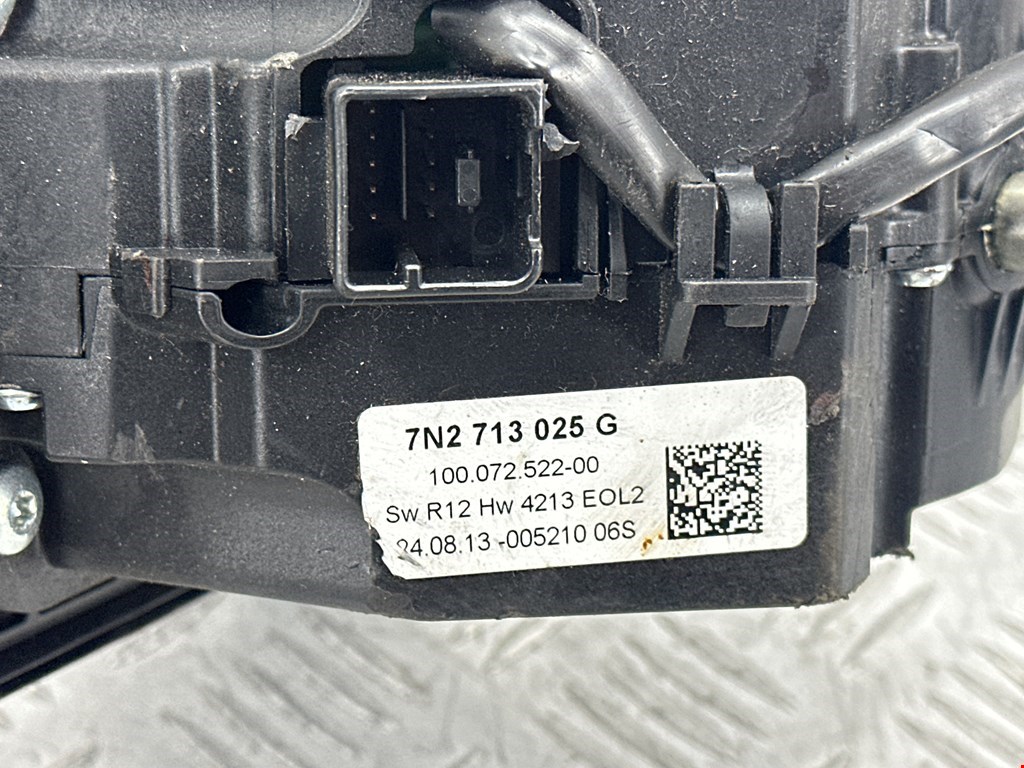 7N2 713 025 G
100.072.522-00
Sw R12 Hw 4213 EOL2
24.08.13 -005210 06S